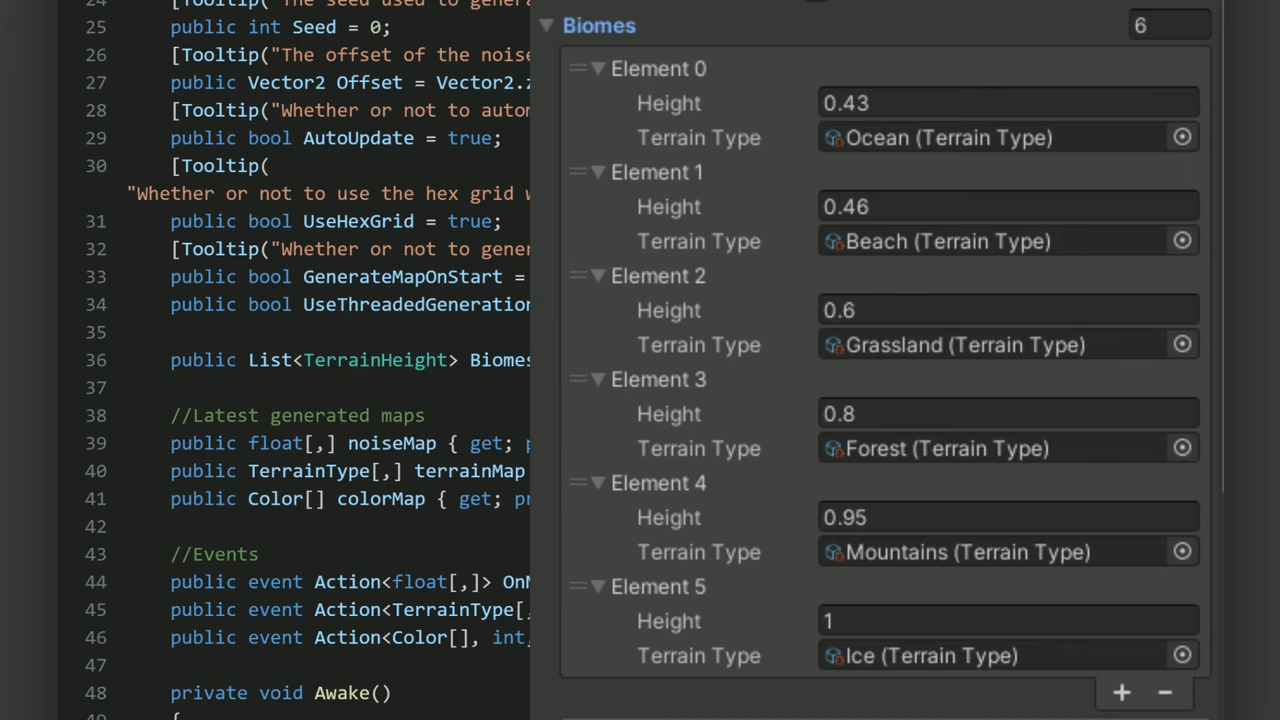 24 [Tooltip("The seed used to genera
25 public int Seed = 0;
26 [Tooltip("The offset of the noise
27 public Vector2 Offset = Vector2.z
28 [Tooltip("Whether or not to autom
29 public bool AutoUpdate = true;
30 [Tooltip(
"Whether or not to use the hex grid w
31 public bool UseHexGrid = true;
32 [Tooltip("Whether or not to gener
33 public bool GenerateMapOnStart =
34 public bool UseThreadedGeneration
35
36 public List<TerrainHeight> Biomes
37
38 //Latest generated maps
39 public float[,] noiseMap { get; p
40 public TerrainType[,] terrainMap
41 public Color[] colorMap { get; pr
42
43 //Events
44 public event Action<float[,]> OnM
45 public event Action<TerrainType[,
46 public event Action<Color[], int,
47
48 private void Awake()
49 {
Biomes 6
Element 0
Height 0.43
Terrain Type Ocean (Terrain Type)
Element 1
Height 0.46
Terrain Type Beach (Terrain Type)
Element 2
Height 0.6
Terrain Type Grassland (Terrain Type)
Element 3
Height 0.8
Terrain Type Forest (Terrain Type)
Element 4
Height 0.95
Terrain Type Mountains (Terrain Type)
Element 5
Height 1
Terrain Type Ice (Terrain Type)
+ −